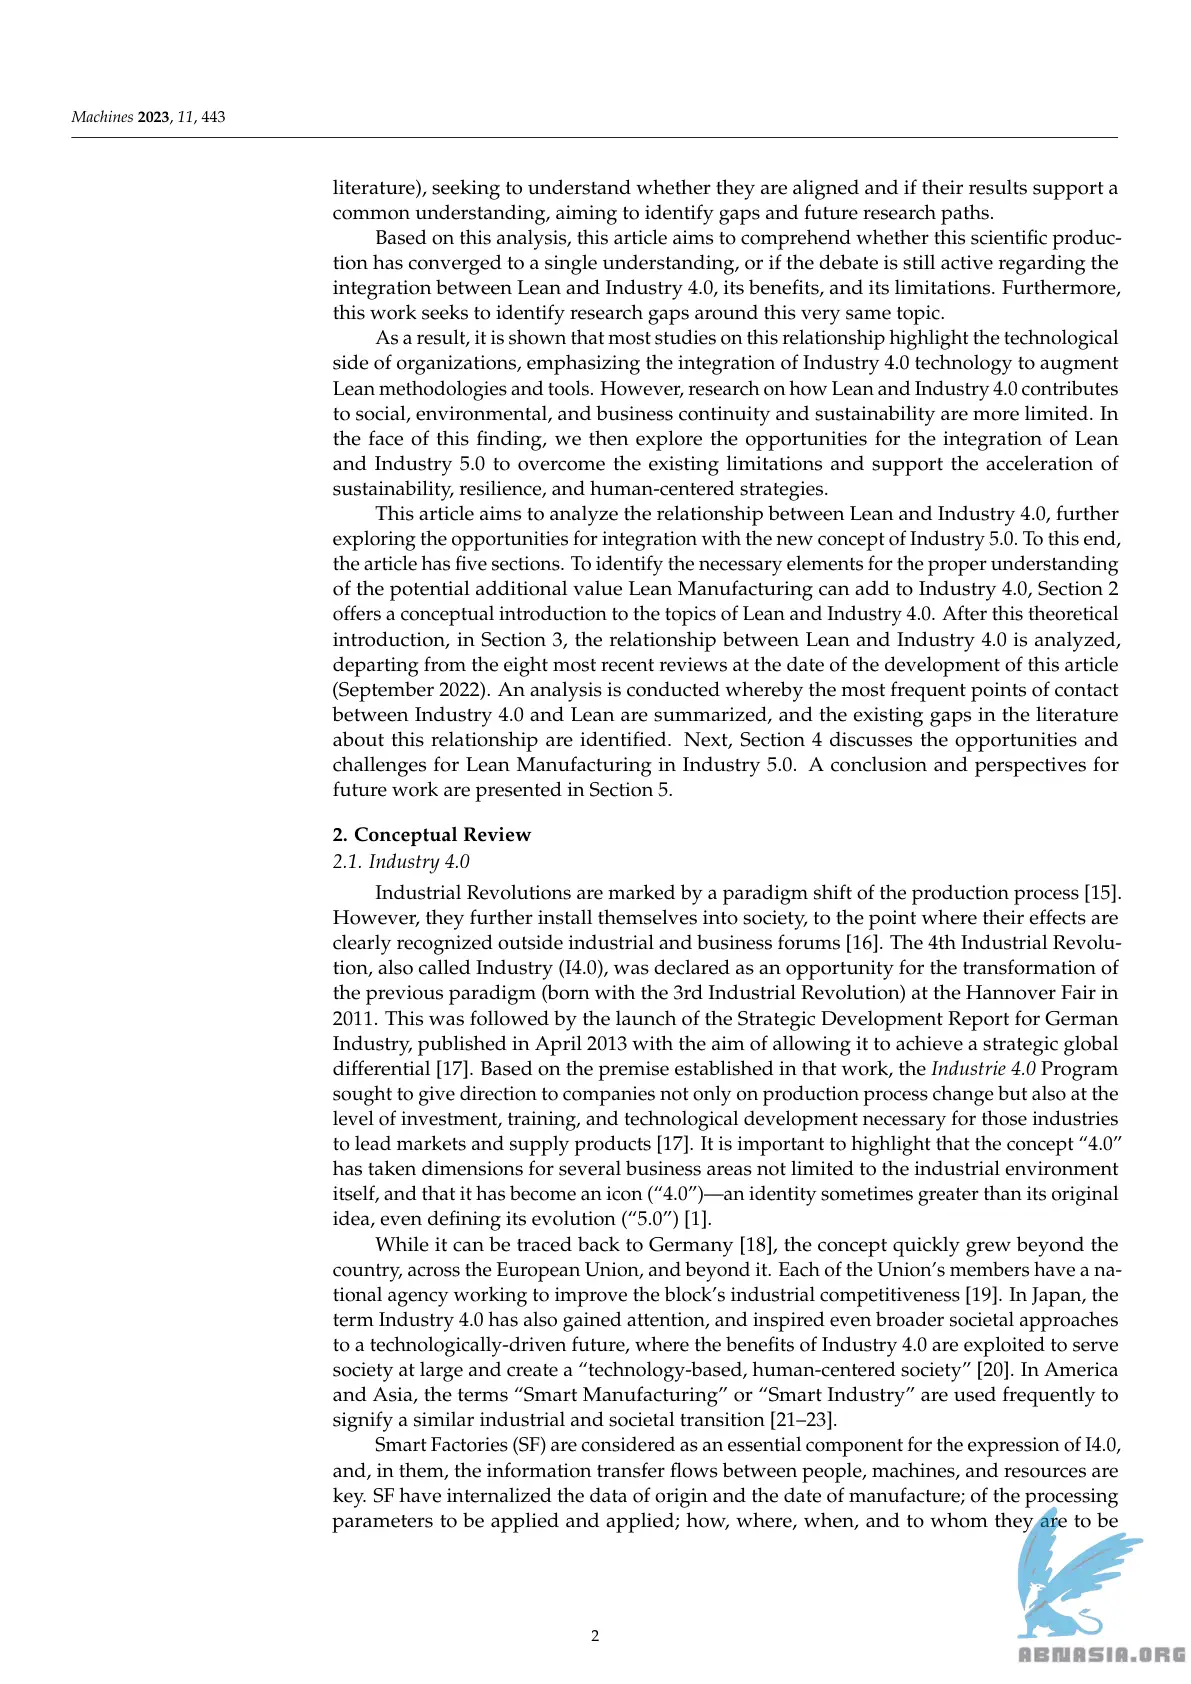 Machines 2023, 11, 443
literature), seeking to understand whether they are aligned and if their results support a
common understanding, aiming to identify gaps and future research paths.
Based on this analysis, this article aims to comprehend whether this scientific produc-
tion has converged to a single understanding, or if the debate is still active regarding the
integration between Lean and Industry 4.0, its benefits, and its limitations. Furthermore,
this work seeks to identify research gaps around this very same topic.
As a result, it is shown that most studies on this relationship highlight the technological
side of organizations, emphasizing the integration of Industry 4.0 technology to augment
Lean methodologies and tools. However, research on how Lean and Industry 4.0 contributes
to social, environmental, and business continuity and sustainability are more limited. In
the face of this finding, we then explore the opportunities for the integration of Lean
and Industry 5.0 to overcome the existing limitations and support the acceleration of
sustainability, resilience, and human-centered strategies.
This article aims to analyze the relationship between Lean and Industry 4.0, further
exploring the opportunities for integration with the new concept of Industry 5.0. To this end,
the article has five sections. To identify the necessary elements for the proper understanding
of the potential additional value Lean Manufacturing can add to Industry 4.0, Section 2
offers a conceptual introduction to the topics of Lean and Industry 4.0. After this theoretical
introduction, in Section 3, the relationship between Lean and Industry 4.0 is analyzed,
departing from the eight most recent reviews at the date of the development of this article
(September 2022). An analysis is conducted whereby the most frequent points of contact
between Industry 4.0 and Lean are summarized, and the existing gaps in the literature
about this relationship are identified. Next, Section 4 discusses the opportunities and
challenges for Lean Manufacturing in Industry 5.0. A conclusion and perspectives for
future work are presented in Section 5.
2. Conceptual Review
2.1. Industry 4.0
Industrial Revolutions are marked by a paradigm shift of the production process [15].
However, they further install themselves into society, to the point where their effects are
clearly recognized outside industrial and business forums [16]. The 4th Industrial Revolu-
tion, also called Industry (I4.0), was declared as an opportunity for the transformation of
the previous paradigm (born with the 3rd Industrial Revolution) at the Hannover Fair in
2011. This was followed by the launch of the Strategic Development Report for German
Industry, published in April 2013 with the aim of allowing it to achieve a strategic global
differential [17]. Based on the premise established in that work, the Industrie 4.0 Program
sought to give direction to companies not only on production process change but also at the
level of investment, training, and technological development necessary for those industries
to lead markets and supply products [17]. It is important to highlight that the concept “4.0”
has taken dimensions for several business areas not limited to the industrial environment
itself, and that it has become an icon (“4.0”)—an identity sometimes greater than its original
idea, even defining its evolution (“5.0”) [1].
While it can be traced back to Germany [18], the concept quickly grew beyond the
country, across the European Union, and beyond it. Each of the Union’s members have a na-
tional agency working to improve the block’s industrial competitiveness [19]. In Japan, the
term Industry 4.0 has also gained attention, and inspired even broader societal approaches
to a technologically-driven future, where the benefits of Industry 4.0 are exploited to serve
society at large and create a “technology-based, human-centered society” [20]. In America
and Asia, the terms “Smart Manufacturing” or “Smart Industry” are used frequently to
signify a similar industrial and societal transition [21–23].
Smart Factories (SF) are considered as an essential component for the expression of I4.0,
and, in them, the information transfer flows between people, machines, and resources are
key. SF have internalized the data of origin and the date of manufacture; of the processing
parameters to be applied and applied; how, where, when, and to whom they are to be
2
ABNASIA.ORG